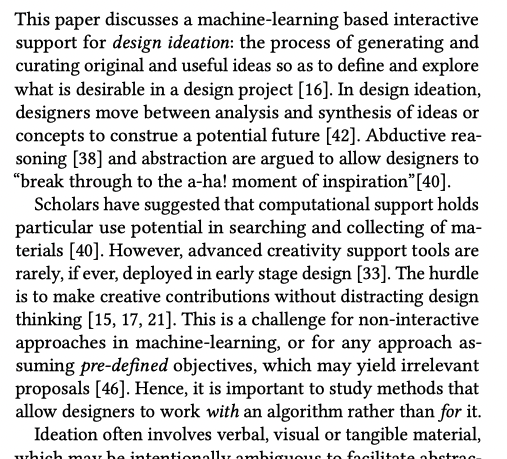 This paper discusses a machine-learning based interactive
support for design ideation: the process of generating and
curating original and useful ideas so as to define and explore
what is desirable in a design project [16]. In design ideation,
designers move between analysis and synthesis of ideas or
concepts to construe a potential future [42]. Abductive rea-
soning [38] and abstraction are argued to allow designers to
“break through to the a-ha! moment of inspiration”[40].
Scholars have suggested that computational support holds
particular use potential in searching and collecting of ma-
terials [40]. However, advanced creativity support tools are
rarely, if ever, deployed in early stage design [33]. The hurdle
is to make creative contributions without distracting design
thinking [15, 17, 21]. This is a challenge for non-interactive
approaches in machine-learning, or for any approach as-
suming pre-defined objectives, which may yield irrelevant
proposals [46]. Hence, it is important to study methods that
allow designers to work with an algorithm rather than for it.
Ideation often involves verbal, visual or tangible material,
which may be intentionally ambiguous to facilitate abstrac-